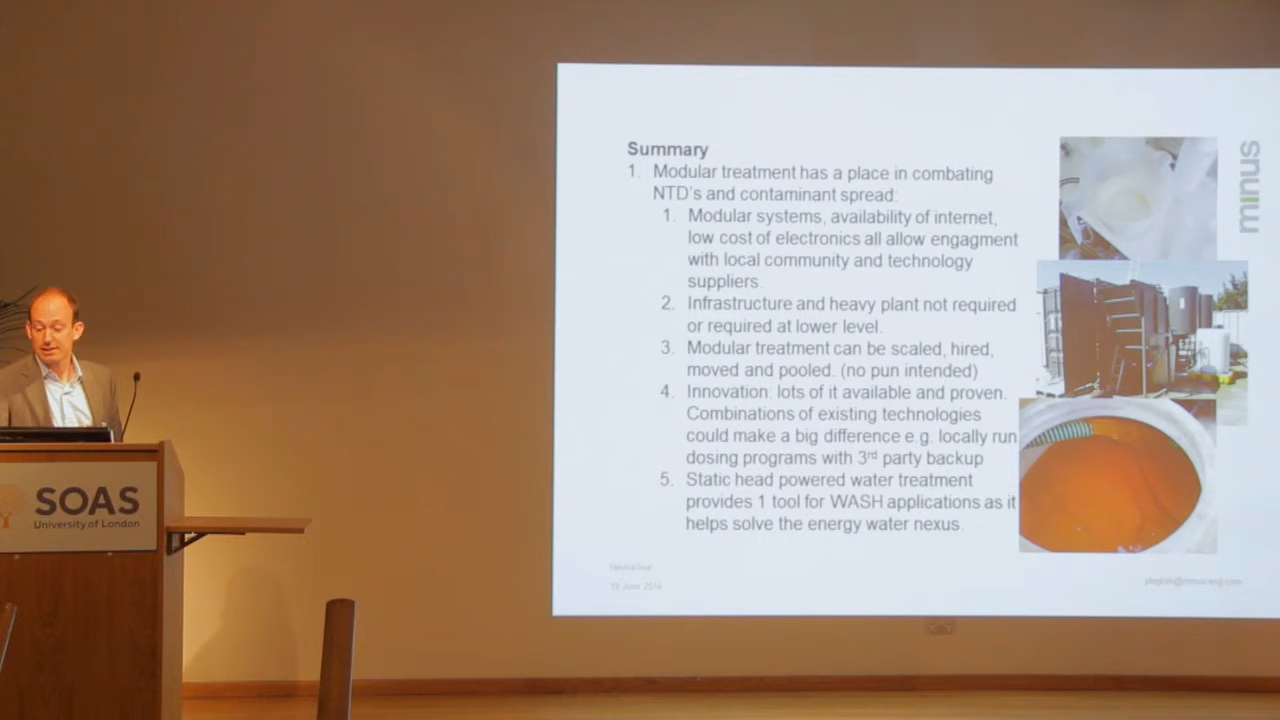 Summary
1. Modular treatment has a place in combating
NTD's and contaminant spread:
1. Modular systems, availability of internet,
low cost of electronics all allow engagment
with local community and technology
suppliers.
2. Infrastructure and heavy plant not required
or required at lower level.
3. Modular treatment can be scaled, hired,
moved and pooled. (no pun intended)
4. Innovation: lots of it available and proven.
Combinations of existing technologies
could make a big difference e.g. locally run
dosing programs with 3rd party backup
5. Static head powered water treatment
provides 1 tool for WASH applications as it
helps solve the energy water nexus.
minus
June
SOAS
University of London